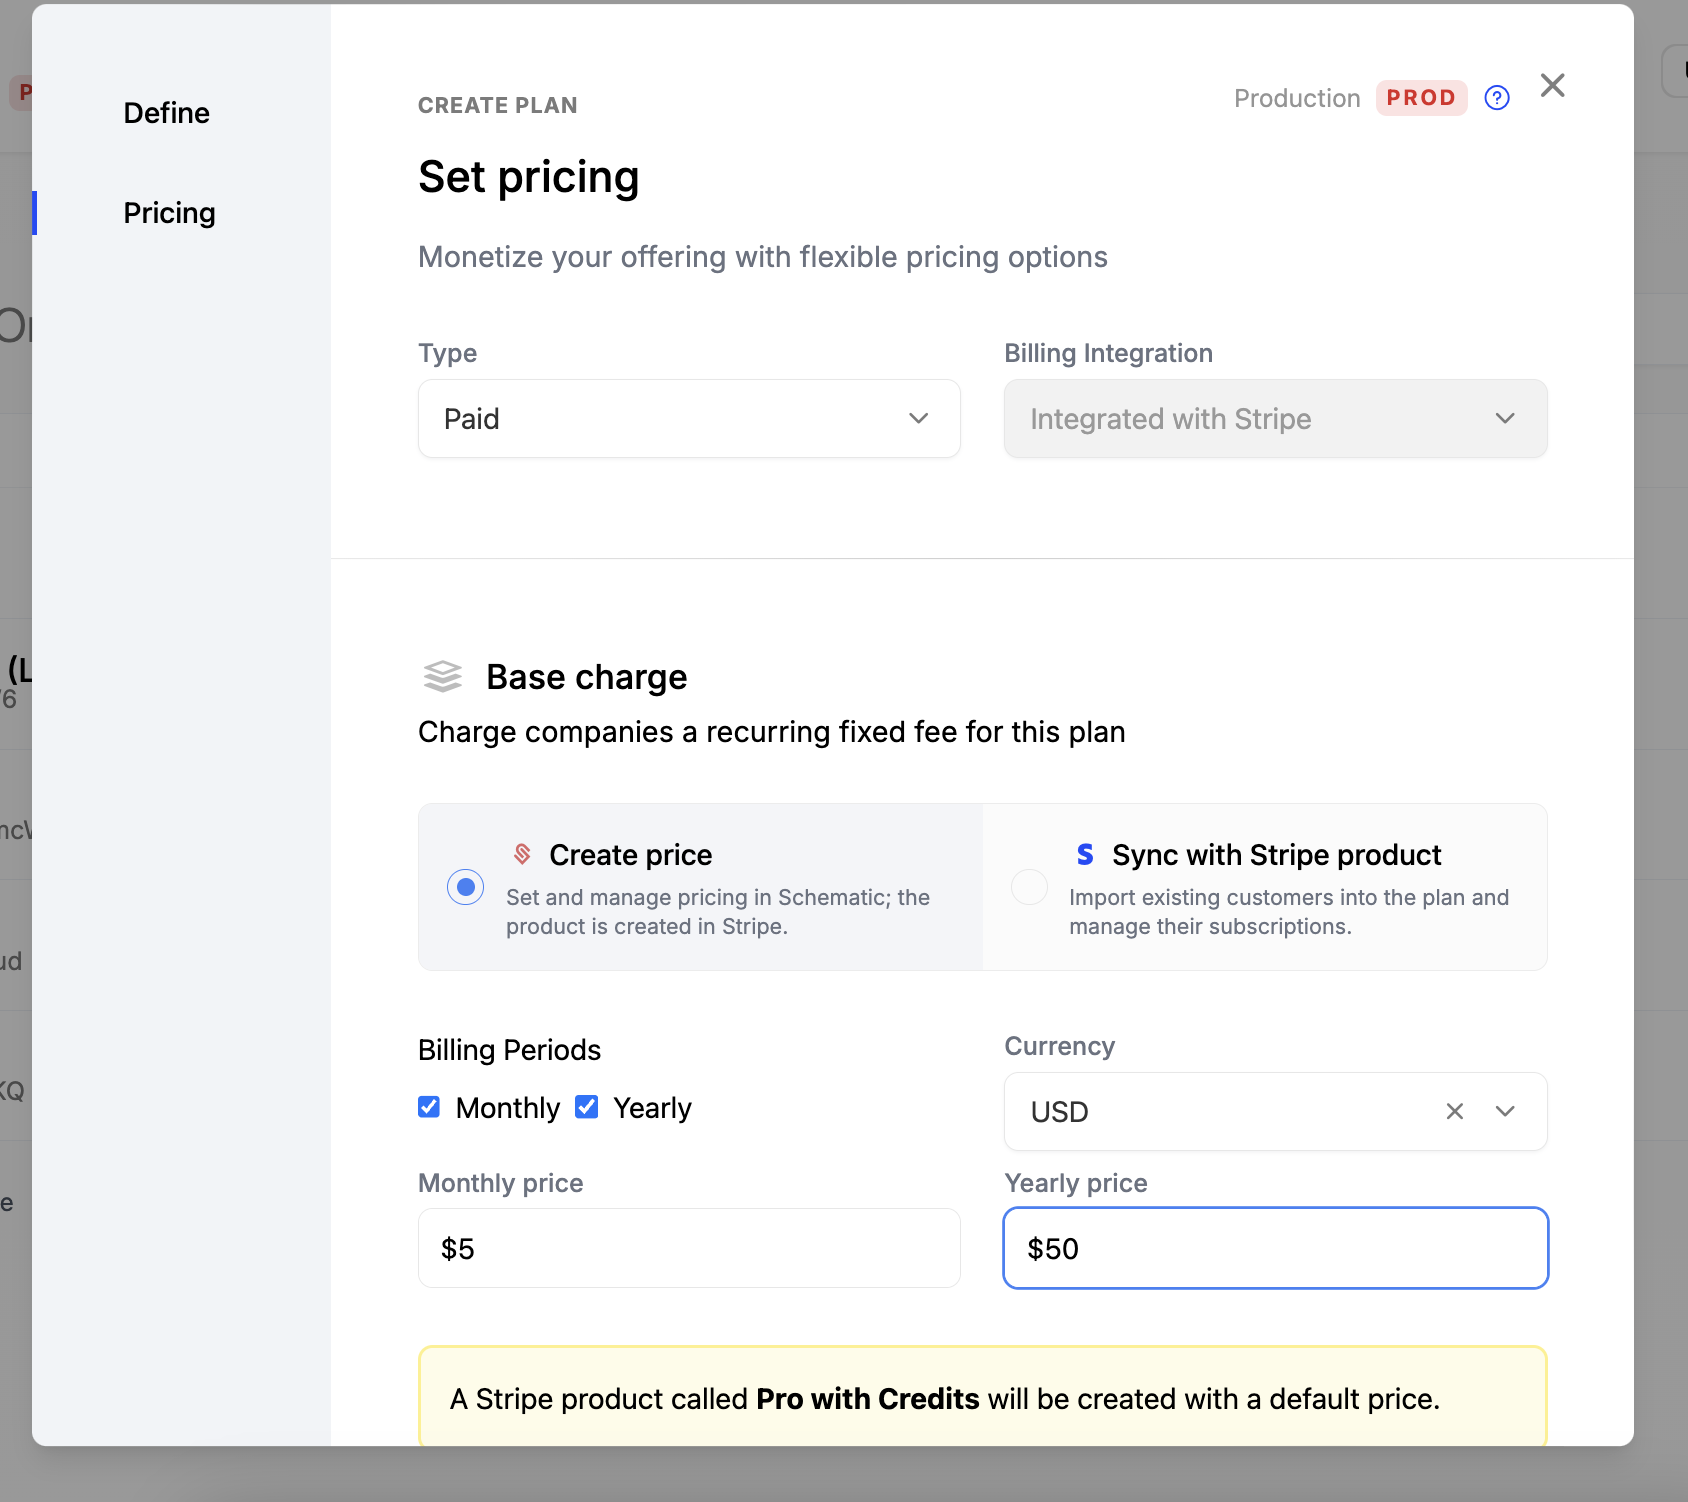 Define
Pricing
CREATE PLAN
Production PROD ?
Set pricing
Monetize your offering with flexible pricing options
Type
Paid
Billing Integration
Integrated with Stripe
Base charge
Charge companies a recurring fixed fee for this plan
Create price
Set and manage pricing in Schematic; the
product is created in Stripe.
Sync with Stripe product
Import existing customers into the plan and
manage their subscriptions.
Billing Periods
Monthly Yearly
Currency
USD
Monthly price
$5
Yearly price
$50
A Stripe product called Pro with Credits will be created with a default price.